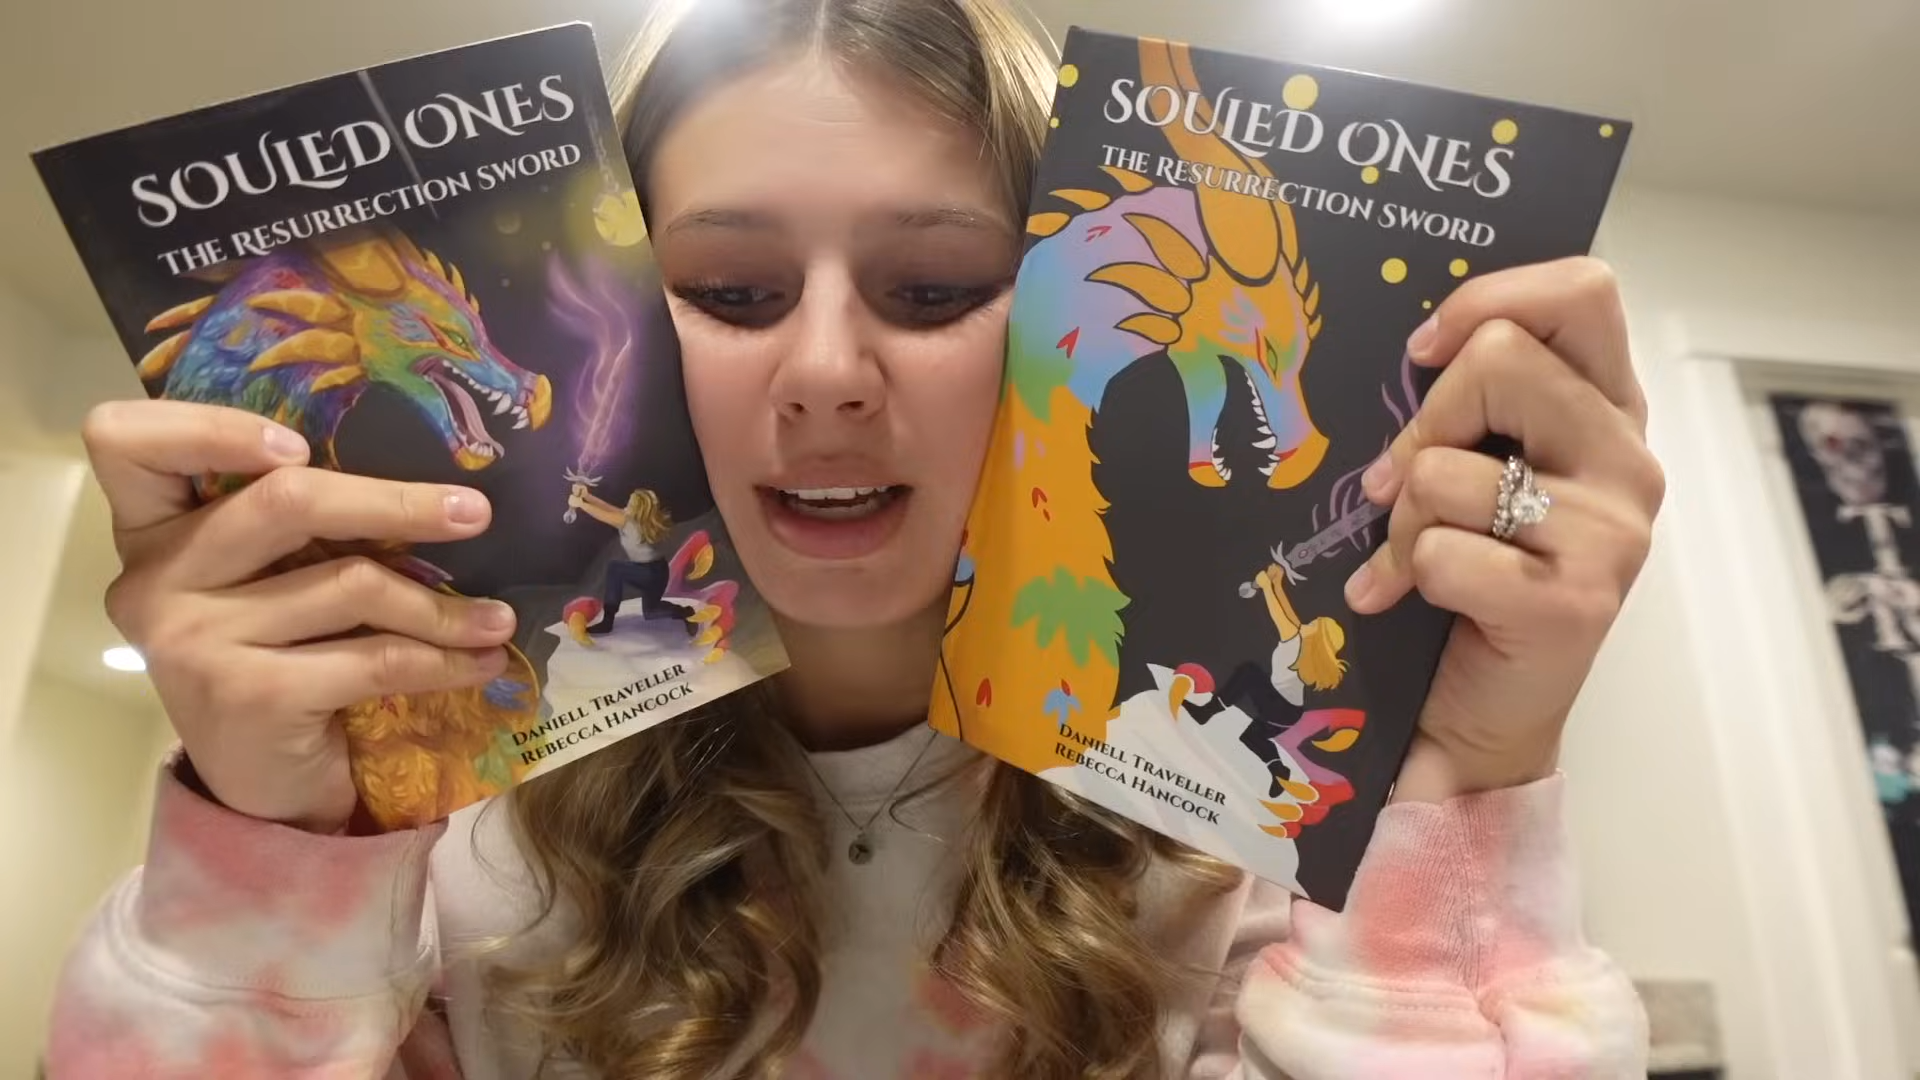 SOULED ONES
THE RESURRECTION SWORD
DANIELL TRAVELLER
REBECCA HANCOCK
SOULED ONES
THE RESURRECTION SWORD
DANIELL TRAVELLER
REBECCA HANCOCK